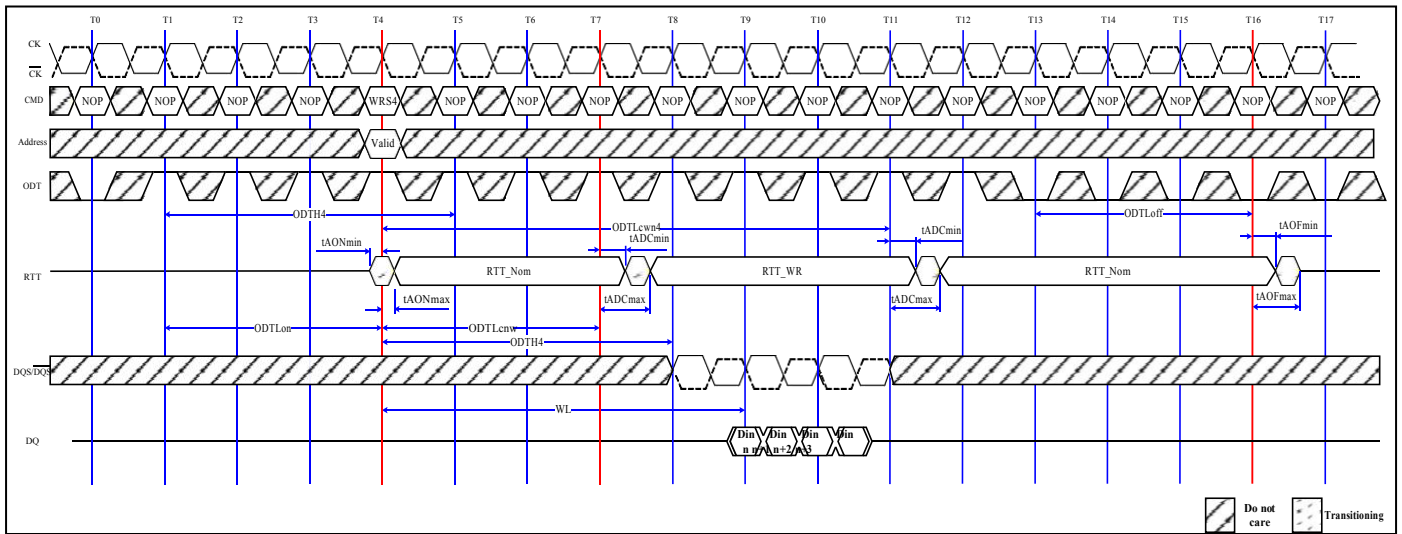 T0 T1 T2 T3 T4 T5 T6 T7 T8 T9 T10 T11 T12 T13 T14 T15 T16 T17
CK
CK
CMD NOP NOP NOP NOP WRS4 NOP NOP NOP NOP NOP NOP NOP NOP NOP NOP NOP NOP NOP
Address Valid
ODT
ODTH4 ODTLoff
ODTLcwn4 tAOFmin
tAONmin tADCmin tADCmin
RTT RTT_Nom RTT_WR RTT_Nom
tAONmax tADCmax tADCmax tAOFmax
ODTLon ODTLcnw
ODTH4
DQS/DQS
WL
Din Din Din Din
DQ
n n+1 n+2 n+3
Do not care
Transitioning